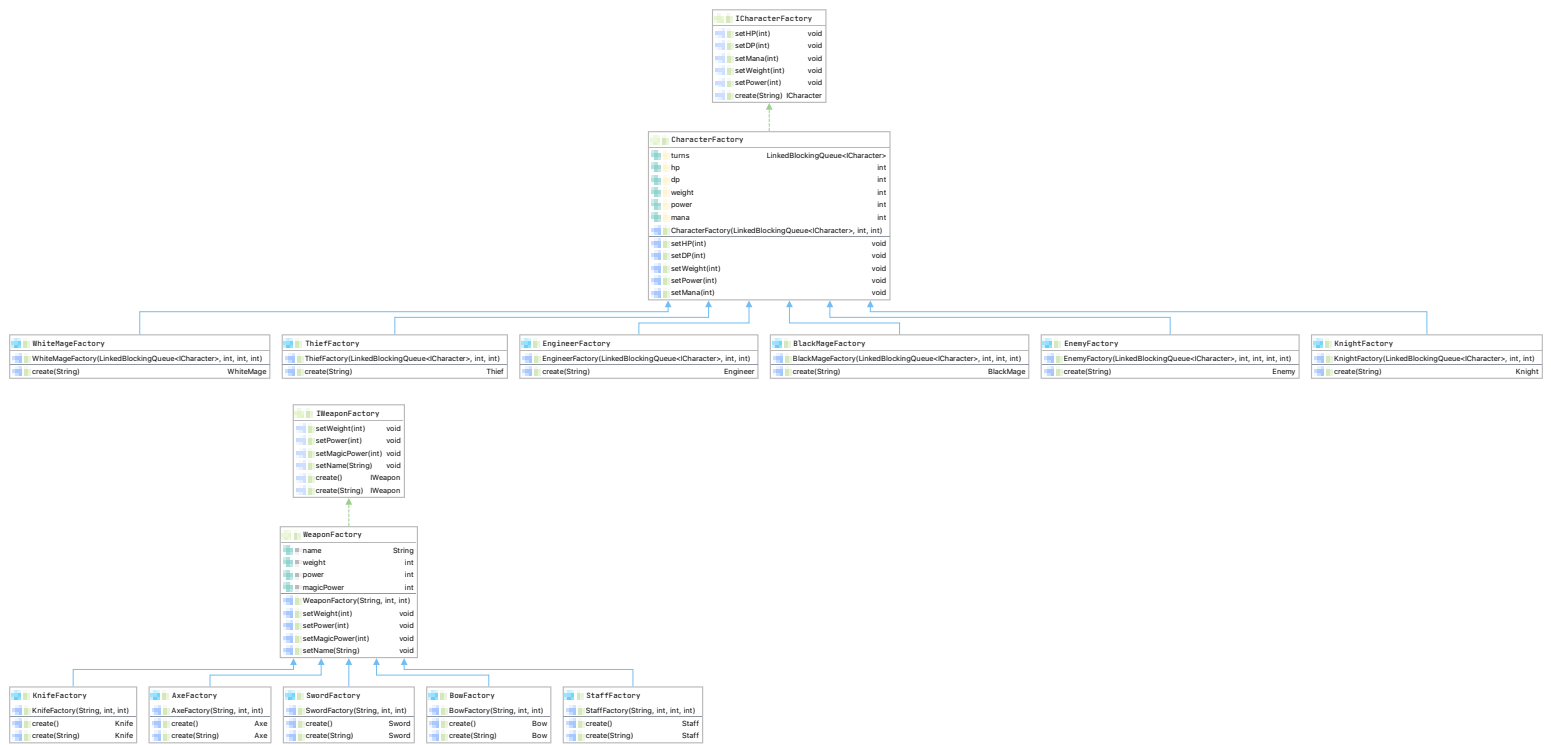 ICharacterFactory
setHP(int) void
setDP(int) void
setMana(int) void
setWeight(int) void
setPower(int) void
create(String) ICharacter
CharacterFactory
turns LinkedBlockingQueue<ICharacter>
hp int
dp int
weight int
power int
mana int
CharacterFactory(LinkedBlockingQueue<ICharacter>, int, int)
setHP(int) void
setDP(int) void
setWeight(int) void
setPower(int) void
setMana(int) void
WhiteMageFactory
WhiteMageFactory(LinkedBlockingQueue<ICharacter>, int, int, int)
create(String) WhiteMage
ThiefFactory
ThiefFactory(LinkedBlockingQueue<ICharacter>, int, int)
create(String) Thief
EngineerFactory
EngineerFactory(LinkedBlockingQueue<ICharacter>, int, int)
create(String) Engineer
BlackMageFactory
BlackMageFactory(LinkedBlockingQueue<ICharacter>, int, int, int)
create(String) BlackMage
EnemyFactory
EnemyFactory(LinkedBlockingQueue<ICharacter>, int, int, int, int)
create(String) Enemy
KnightFactory
KnightFactory(LinkedBlockingQueue<ICharacter>, int, int)
create(String) Knight
IWeaponFactory
setWeight(int) void
setPower(int) void
setMagicPower(int) void
setName(String) void
create() IWeapon
create(String) IWeapon
WeaponFactory
name String
weight int
power int
magicPower int
WeaponFactory(String, int, int)
setWeight(int) void
setPower(int) void
setMagicPower(int) void
setName(String) void
KnifeFactory
KnifeFactory(String, int, int)
create() Knife
create(String) Knife
AxeFactory
AxeFactory(String, int, int)
create() Axe
create(String) Axe
SwordFactory
SwordFactory(String, int, int)
create() Sword
create(String) Sword
BowFactory
BowFactory(String, int, int)
create() Bow
create(String) Bow
StaffFactory
StaffFactory(String, int, int, int)
create() Staff
create(String) Staff